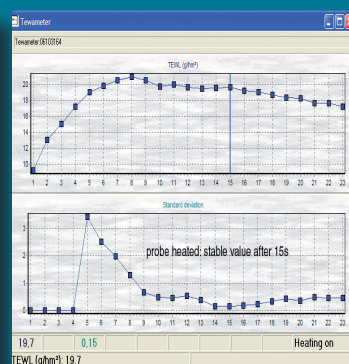 Tewameter
Tewameter:06103164
TEWL (g/hm²)
20
18
16
14
12
10
1 2 3 4 5 6 7 8 9 10 11 12 13 14 15 16 17 18 19 20 21 22 23
Standard deviation
3
2
1
0
probe heated: stable value after 15s
1 2 3 4 5 6 7 8 9 10 11 12 13 14 15 16 17 18 19 20 21 22 23
19,7 0,15 Heating on
TEWL (g/hm²): 19,7